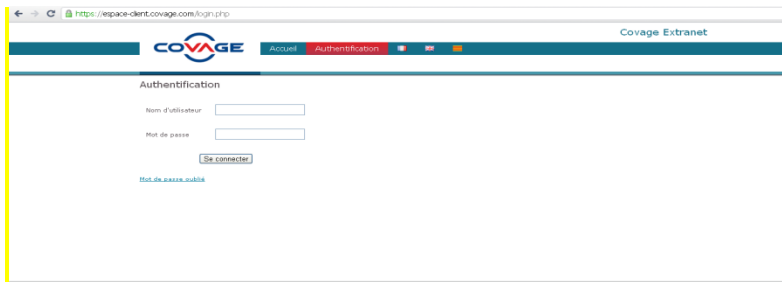 https://espace-client.covage.com/login.php
Covage Extranet
COVAGE
Accueil Authentification
Authentification
Nom d'utilisateur
Mot de passe
Se connecter
Mot de passe oublié